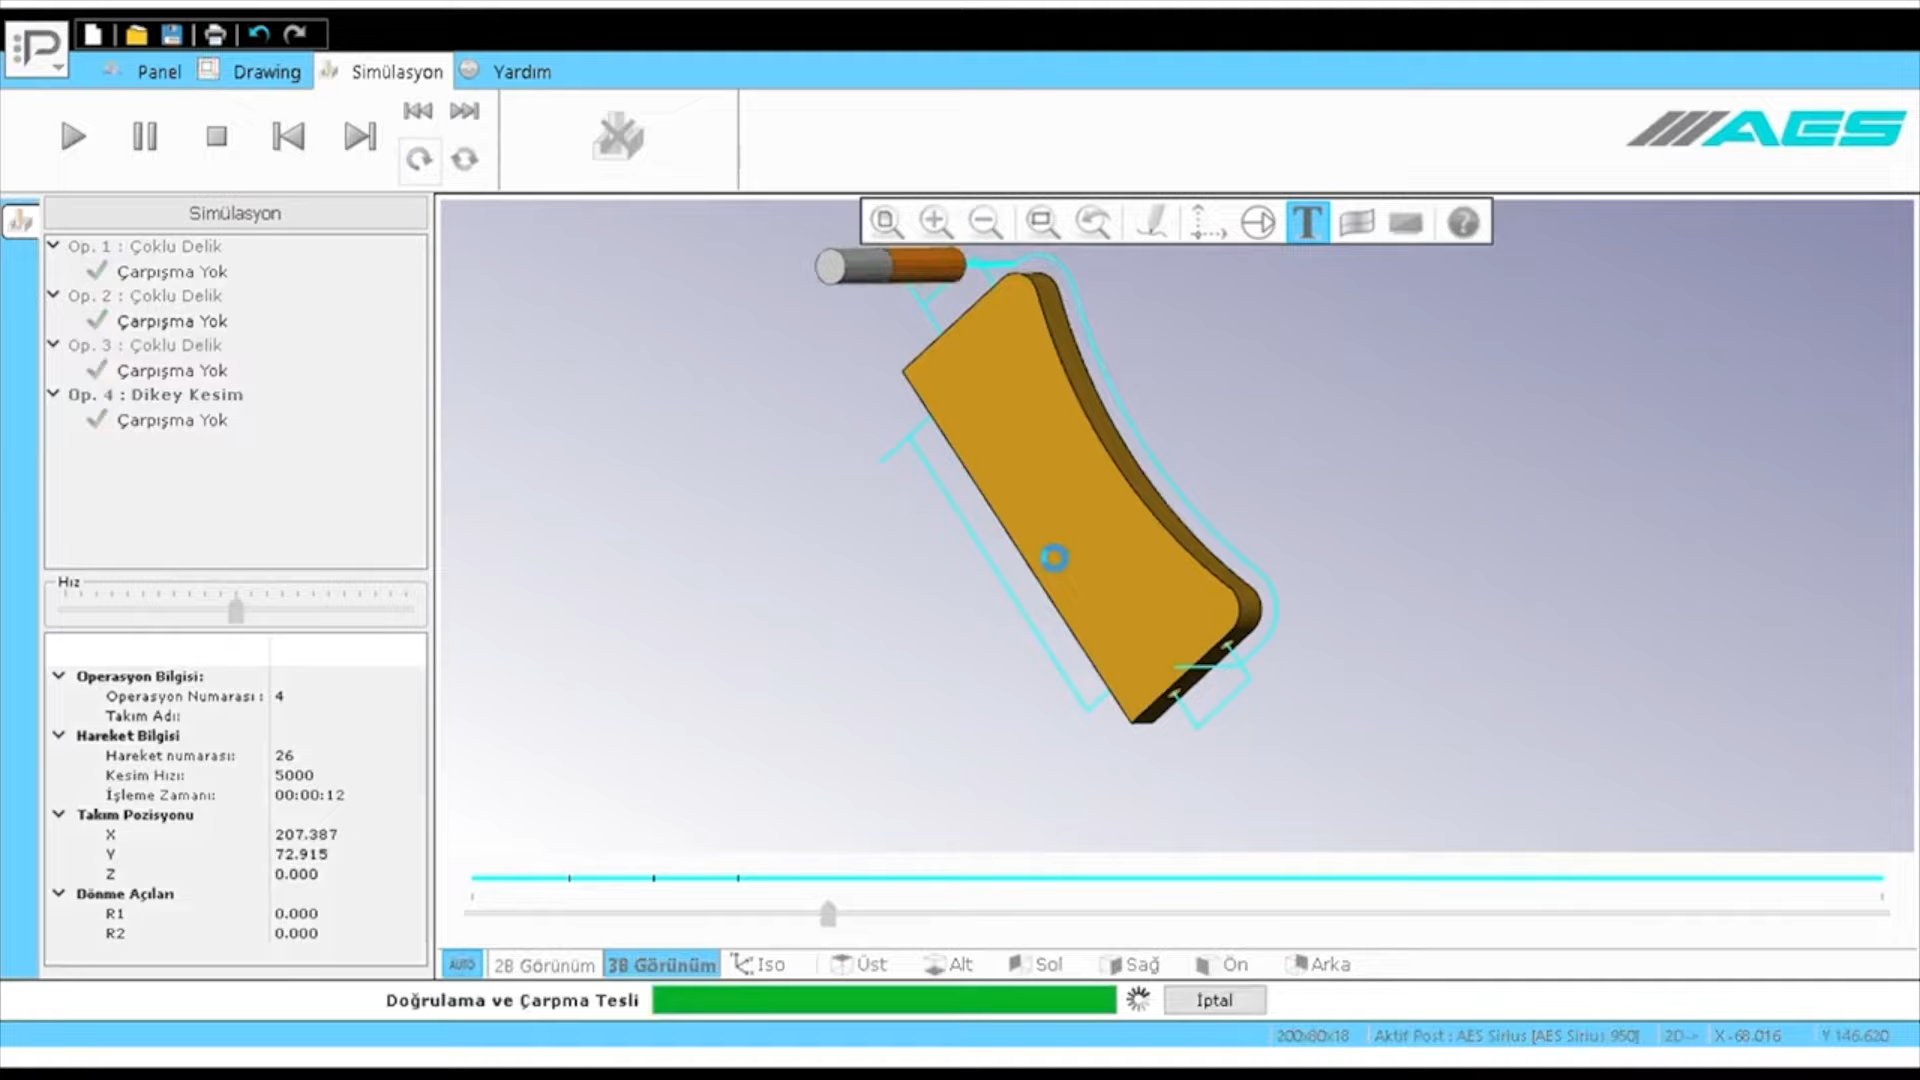 Panel Drawing Simülasyon Yardım
AES
Simülasyon
Op. 1 : Çoklu Delik
Çarpışma Yok
Op. 2 : Çoklu Delik
Çarpışma Yok
Op. 3 : Çoklu Delik
Çarpışma Yok
Op. 4 : Dikey Kesim
Çarpışma Yok
Hız
Operasyon Bilgisi:
Operasyon Numarası : 4
Takım Adı:
Hareket Bilgisi
Hareket numarası: 26
Kesim Hızı: 5000
İşleme Zamanı: 00:00:12
Takım Pozisyonu
X 207.387
Y 72.915
Z 0.000
Dönme Açıları
R1 0.000
R2 0.000
AUTO 2B Görünüm 3B Görünüm Iso Üst Alt Sol Sağ Ön Arka
Doğrulama ve Çarpma Testi İptal
200x80x18 Aktif Post : AES Sirius [AES Sirius 950] 2D-> X -68.016 Y 146.620